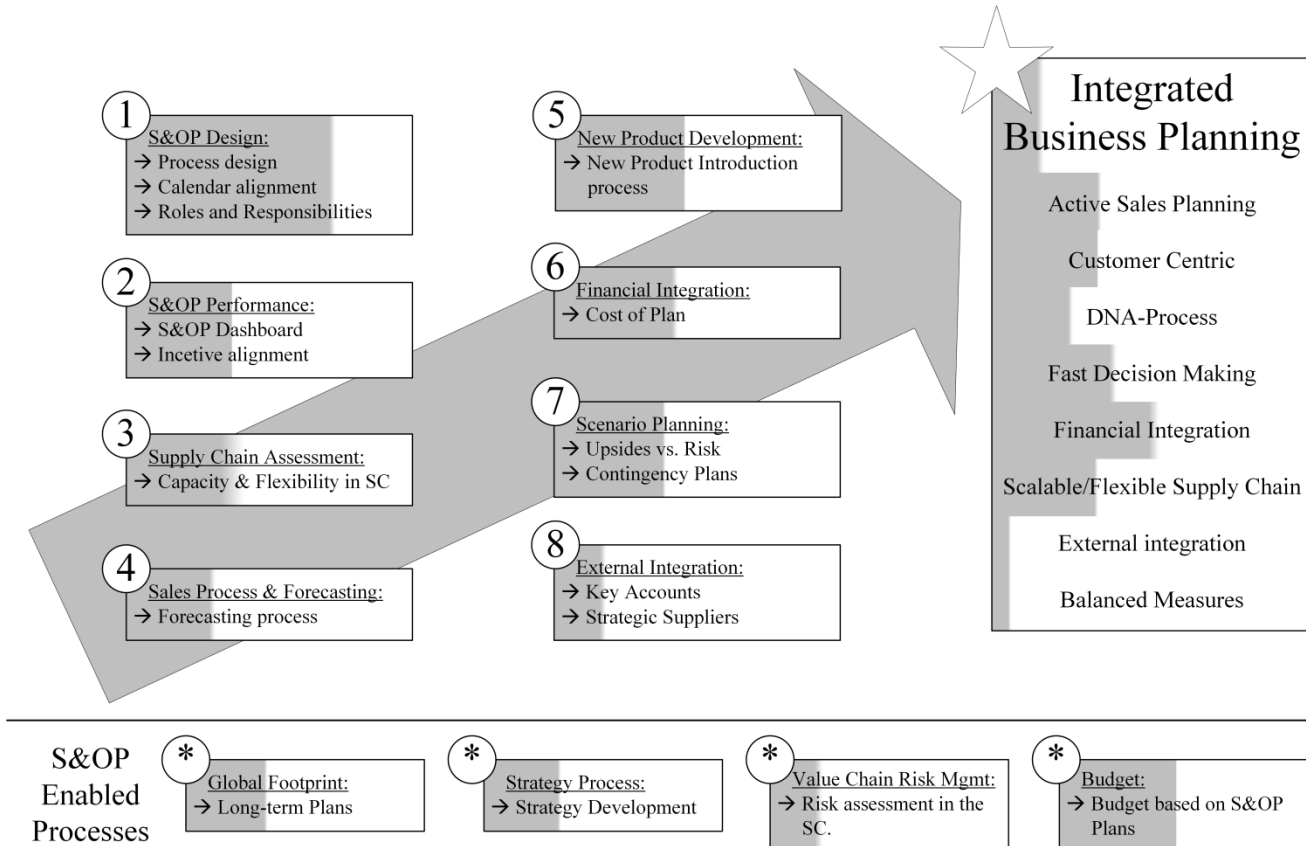 1
S&OP Design:
→ Process design
→ Calendar alignment
→ Roles and Responsibilities
2
S&OP Performance:
→ S&OP Dashboard
→ Incetive alignment
3
Supply Chain Assessment:
→ Capacity & Flexibility in SC
4
Sales Process & Forecasting:
→ Forecasting process
5
New Product Development:
→ New Product Introduction
process
6
Financial Integration:
→ Cost of Plan
7
Scenario Planning:
→ Upsides vs. Risk
→ Contingency Plans
8
External Integration:
→ Key Accounts
→ Strategic Suppliers
Integrated
Business Planning
Active Sales Planning
Customer Centric
DNA-Process
Fast Decision Making
Financial Integration
Scalable/Flexible Supply Chain
External integration
Balanced Measures
S&OP
Enabled
Processes
*
Global Footprint:
→ Long-term Plans
*
Strategy Process:
→ Strategy Development
*
Value Chain Risk Mgmt:
→ Risk assessment in the
SC.
*
Budget:
→ Budget based on S&OP
Plans